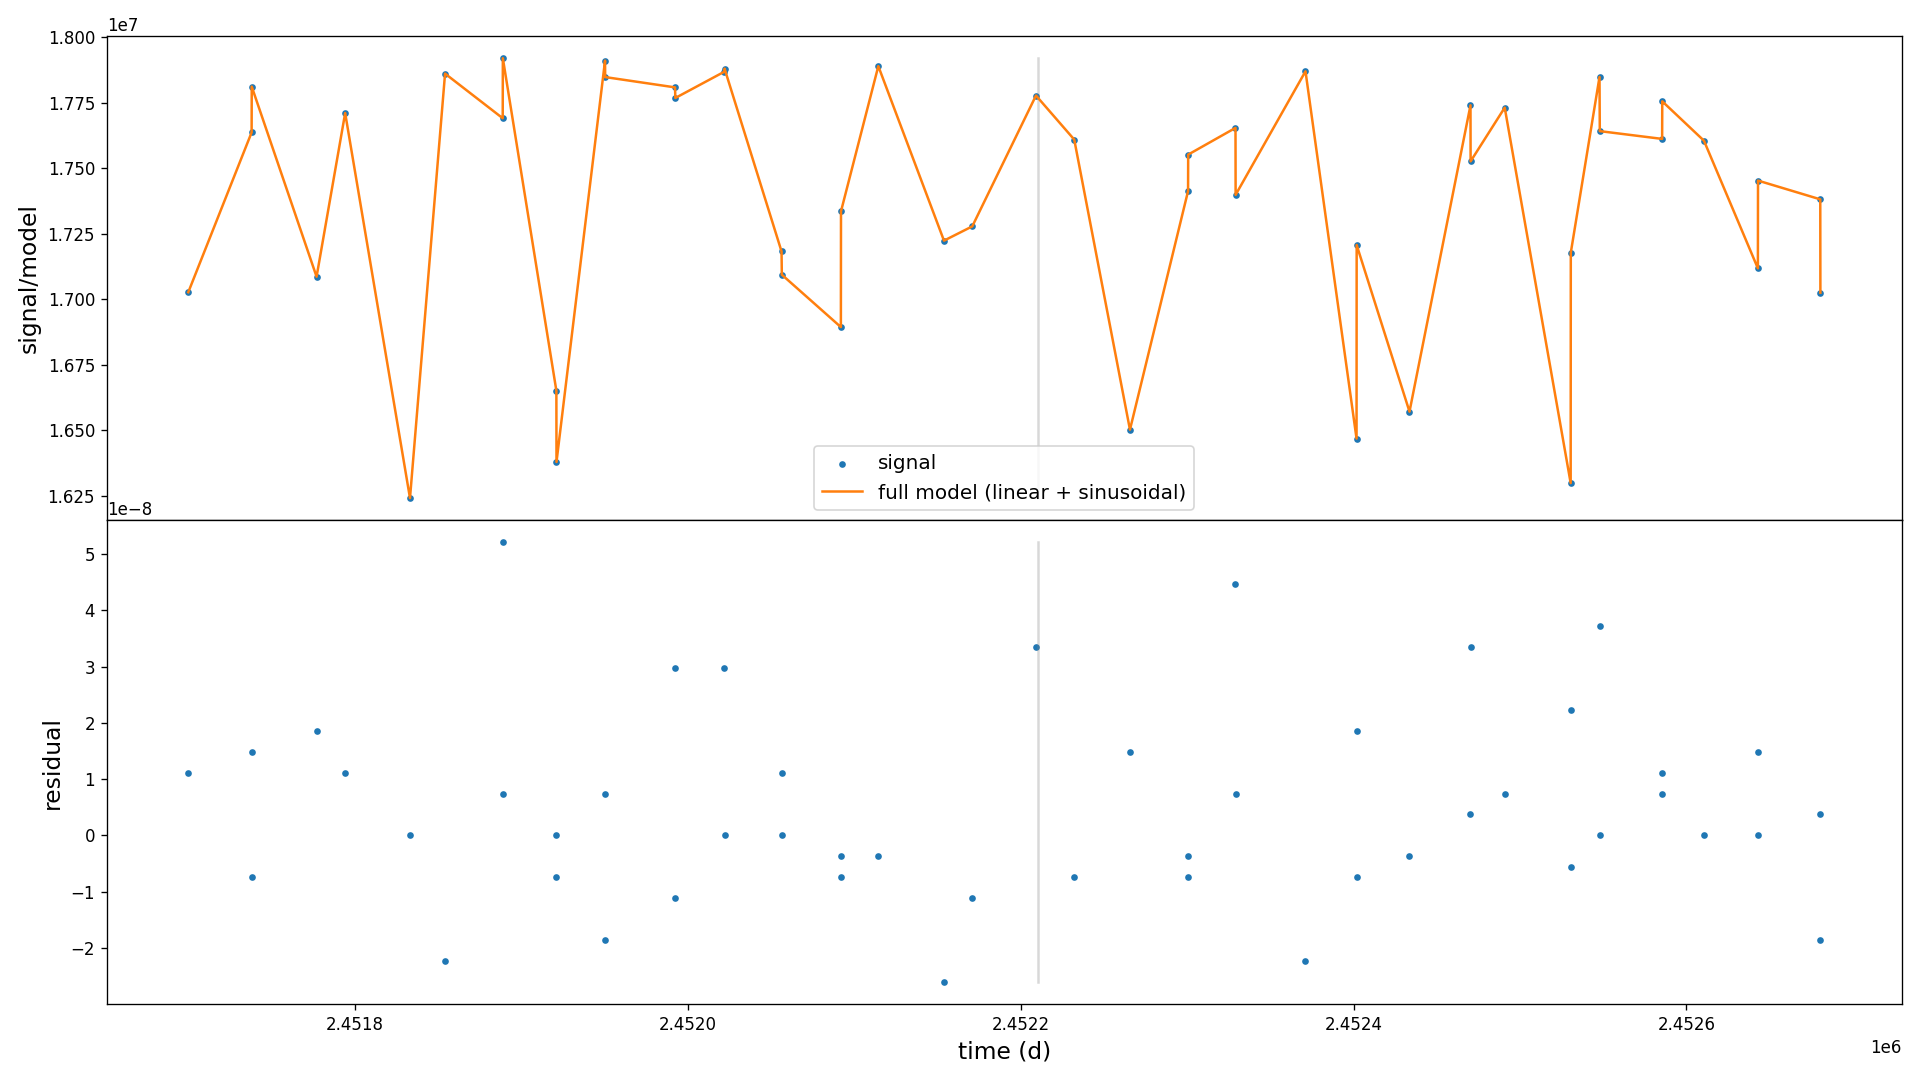 1e7
1.800
1.775
1.750
1.725
1.700
1.675
1.650
1.625
signal/model
signal
full model (linear + sinusoidal)
1e−8
5
4
3
2
1
0
−1
−2
residual
2.4518
2.4520
2.4522
2.4524
2.4526
1e6
time (d)